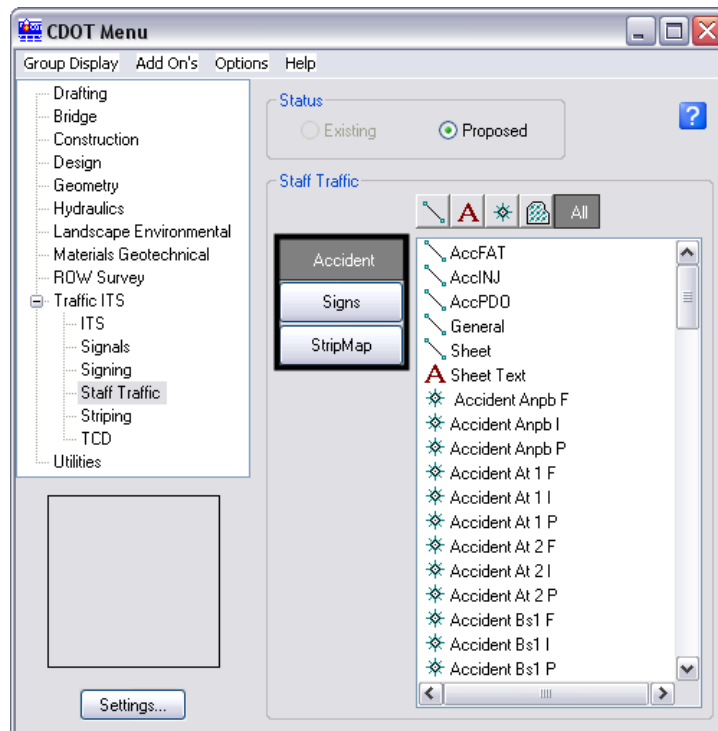 CDOT Menu
Group Display Add On's Options Help
Drafting
Bridge
Construction
Design
Geometry
Hydraulics
Landscape Environmental
Materials Geotechnical
ROW Survey
Traffic ITS
ITS
Signals
Signing
Staff Traffic
Striping
TCD
Utilities
Settings...
Status
Existing Proposed
?
Staff Traffic
A All
Accident
Signs
StripMap
AccFAT
AccINJ
AccPDO
General
Sheet
A Sheet Text
Accident Anpb F
Accident Anpb I
Accident Anpb P
Accident At 1 F
Accident At 1 I
Accident At 1 P
Accident At 2 F
Accident At 2 I
Accident At 2 P
Accident Bs1 F
Accident Bs1 I
Accident Bs1 P